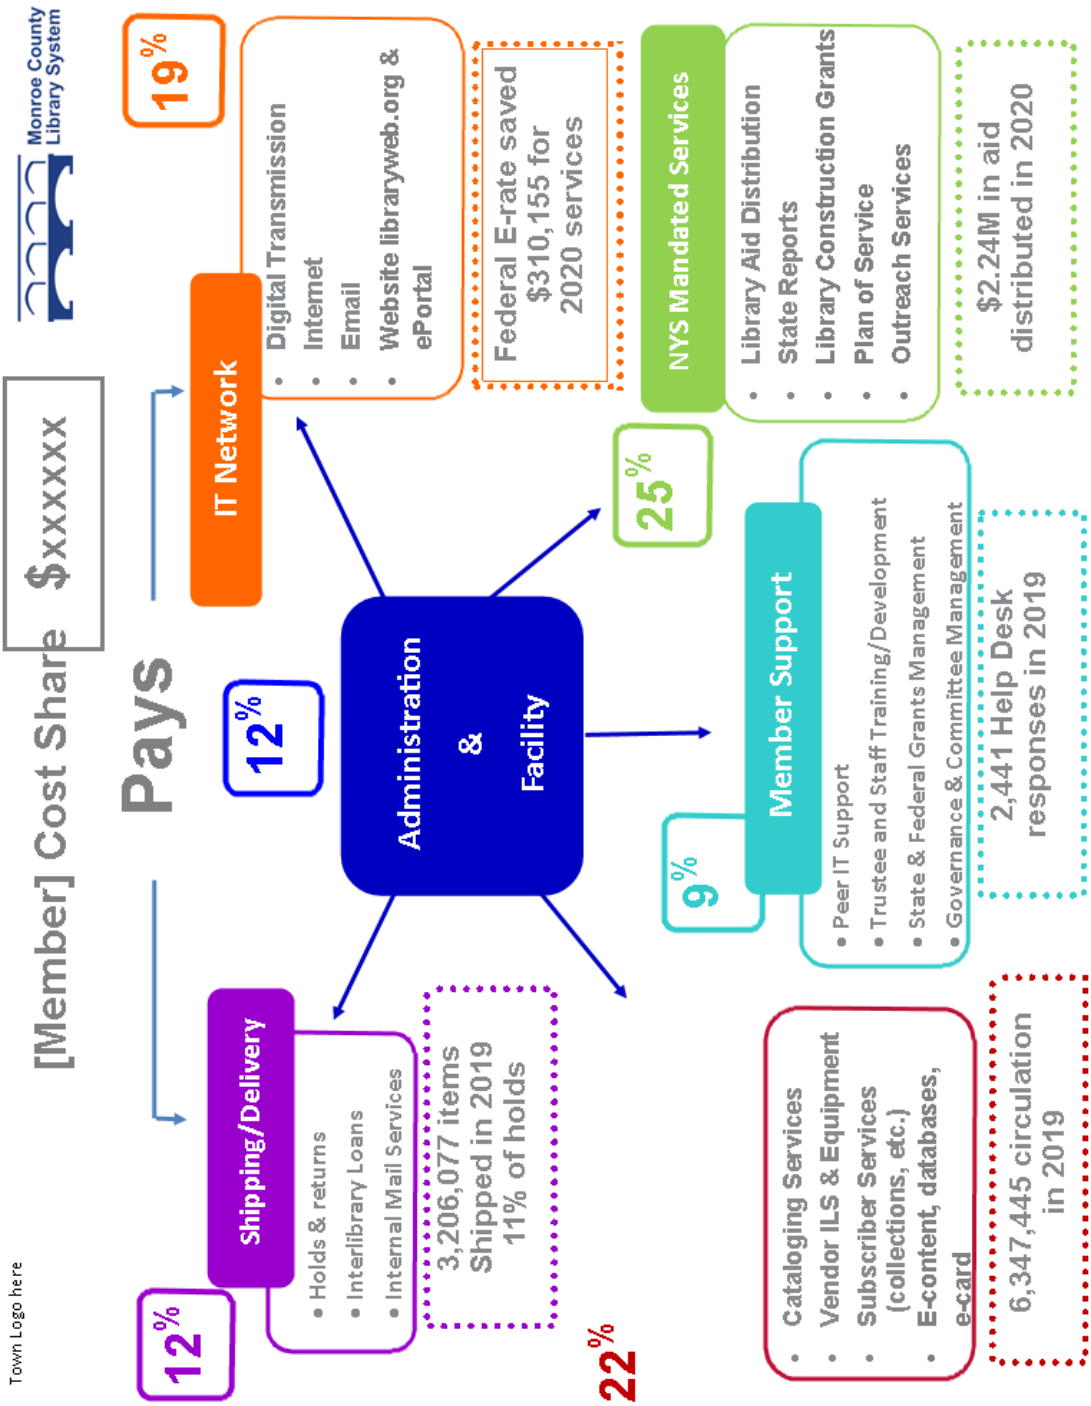 Town Logo here
[Member] Cost Share $xxxxxx
Monroe County
Library System
Pays
12%
Shipping/Delivery
• Holds & returns
• Interlibrary Loans
• Internal Mail Services
3,206,077 items
Shipped in 2019
11% of holds
12%
Administration
&
Facility
19%
IT Network
• Digital Transmission
• Internet
• Email
• Website libraryweb.org &
ePortal
Federal E-rate saved
$310,155 for
2020 services
22%
• Cataloging Services
• Vendor ILS & Equipment
• Subscriber Services
(collections, etc.)
• E-content, databases,
e-card
6,347,445 circulation
in 2019
9%
Member Support
• Peer IT Support
• Trustee and Staff Training/Development
• State & Federal Grants Management
• Governance & Committee Management
2,441 Help Desk
responses in 2019
25%
NYS Mandated Services
• Library Aid Distribution
• State Reports
• Library Construction Grants
• Plan of Service
• Outreach Services
$2.24M in aid
distributed in 2020